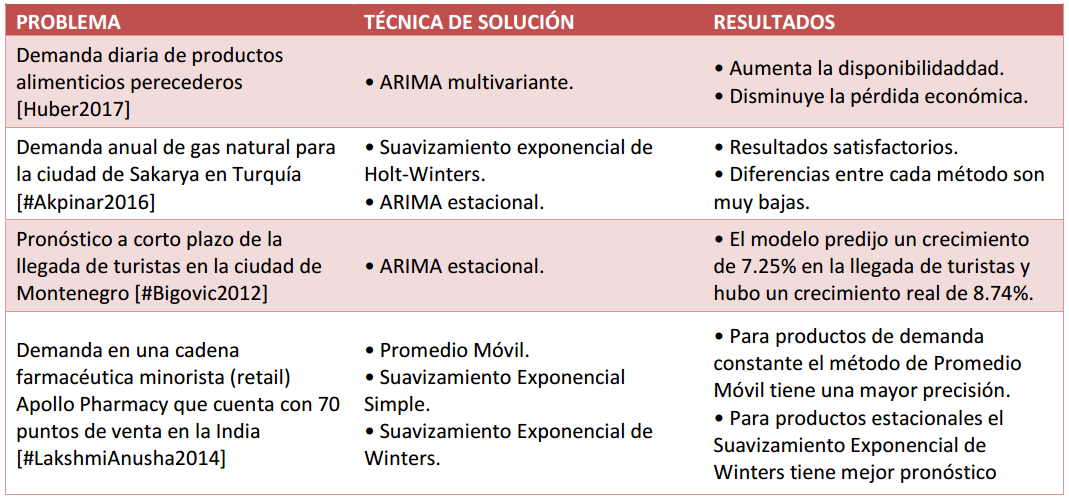 PROBLEMA
TÉCNICA DE SOLUCIÓN
RESULTADOS
Demanda diaria de productos
alimenticios perecederos
[Huber2017]
• ARIMA multivariante.
• Aumenta la disponibilidaddad.
• Disminuye la pérdida económica.
Demanda anual de gas natural para
la ciudad de Sakarya en Turquía
[#Akpinar2016]
• Suavizamiento exponencial de
Holt-Winters.
• ARIMA estacional.
• Resultados satisfactorios.
• Diferencias entre cada método son
muy bajas.
Pronóstico a corto plazo de la
llegada de turistas en la ciudad de
Montenegro [#Bigovic2012]
• ARIMA estacional.
• El modelo predijo un crecimiento
de 7.25% en la llegada de turistas y
hubo un crecimiento real de 8.74%.
Demanda en una cadena
farmacéutica minorista (retail)
Apollo Pharmacy que cuenta con 70
puntos de venta en la India
[#LakshmiAnusha2014]
• Promedio Móvil.
• Suavizamiento Exponencial
Simple.
• Suavizamiento Exponencial de
Winters.
• Para productos de demanda
constante el método de Promedio
Móvil tiene una mayor precisión.
• Para productos estacionales el
Suavizamiento Exponencial de
Winters tiene mejor pronóstico